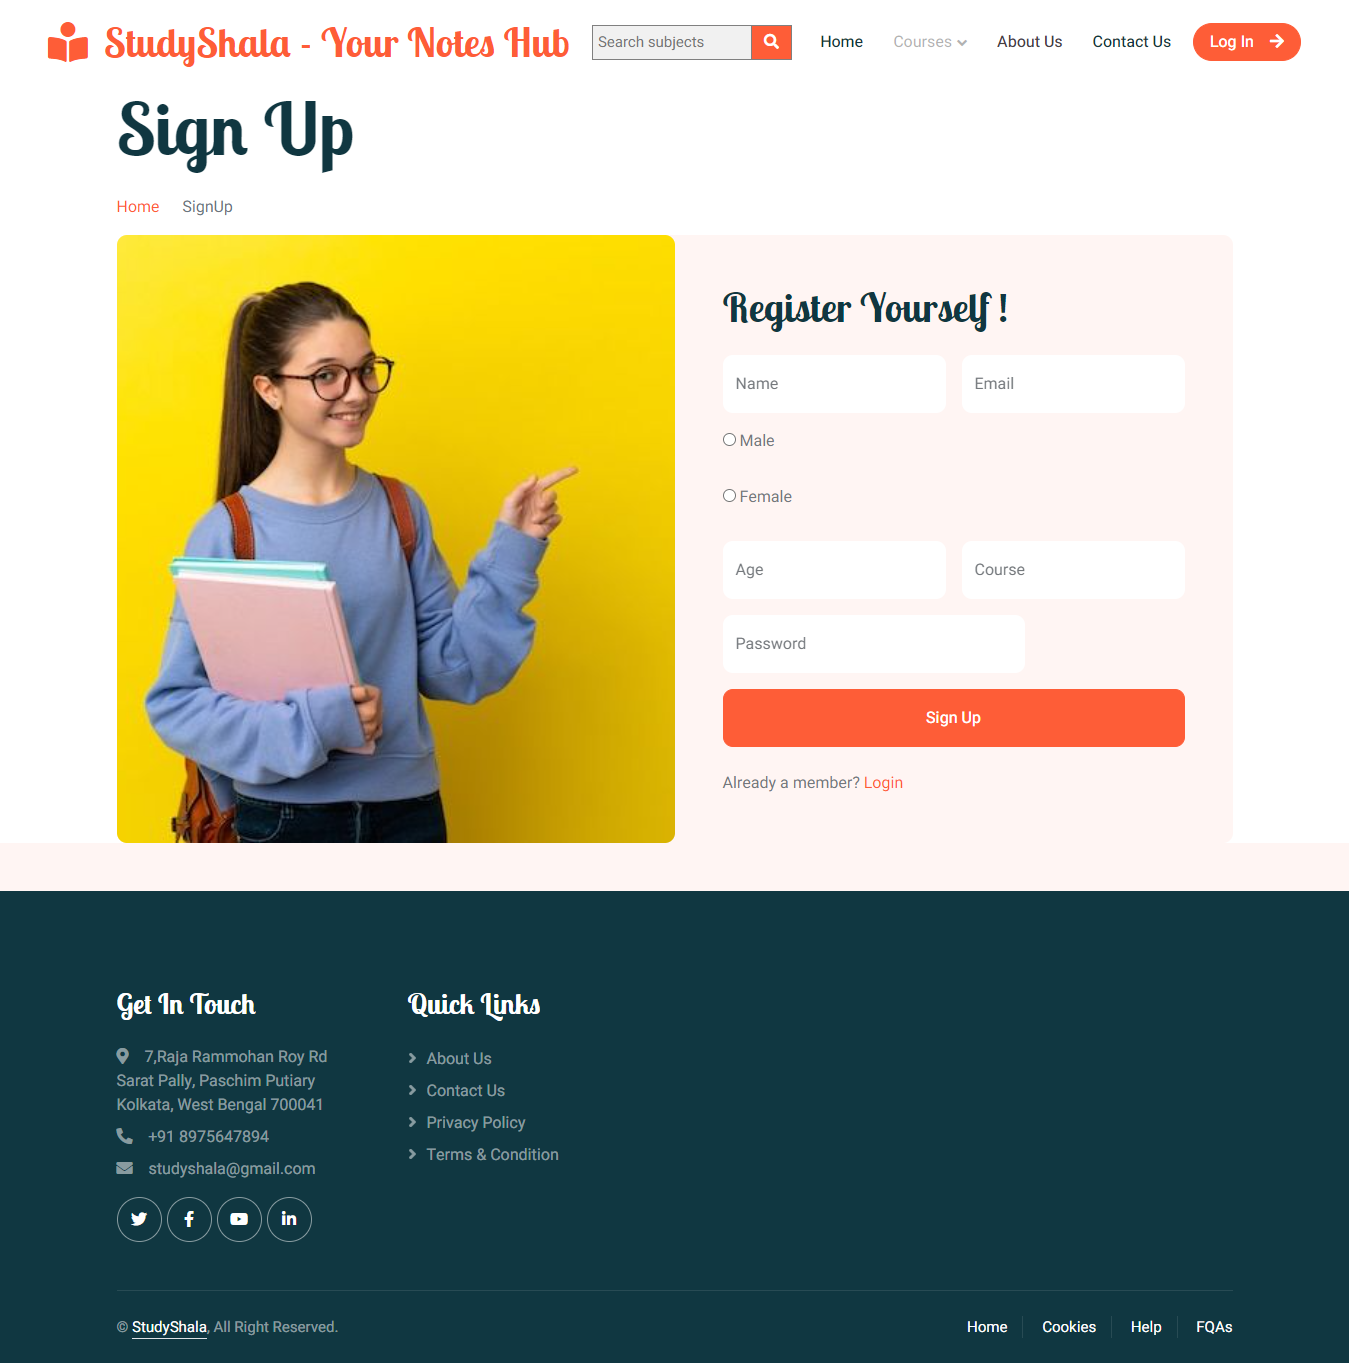 StudyShala - Your Notes Hub
Search subjects
Home
Courses
About Us
Contact Us
Log In
Sign Up
Home
SignUp
Register Yourself !
Name
Email
Male
Female
Age
Course
Password
Sign Up
Already a member? Login
Get In Touch
7,Raja Rammohan Roy Rd
Sarat Pally, Paschim Putiary
Kolkata, West Bengal 700041
+91 8975647894
studyshala@gmail.com
Quick Links
About Us
Contact Us
Privacy Policy
Terms & Condition
© StudyShala, All Right Reserved.
Home
Cookies
Help
FQAs